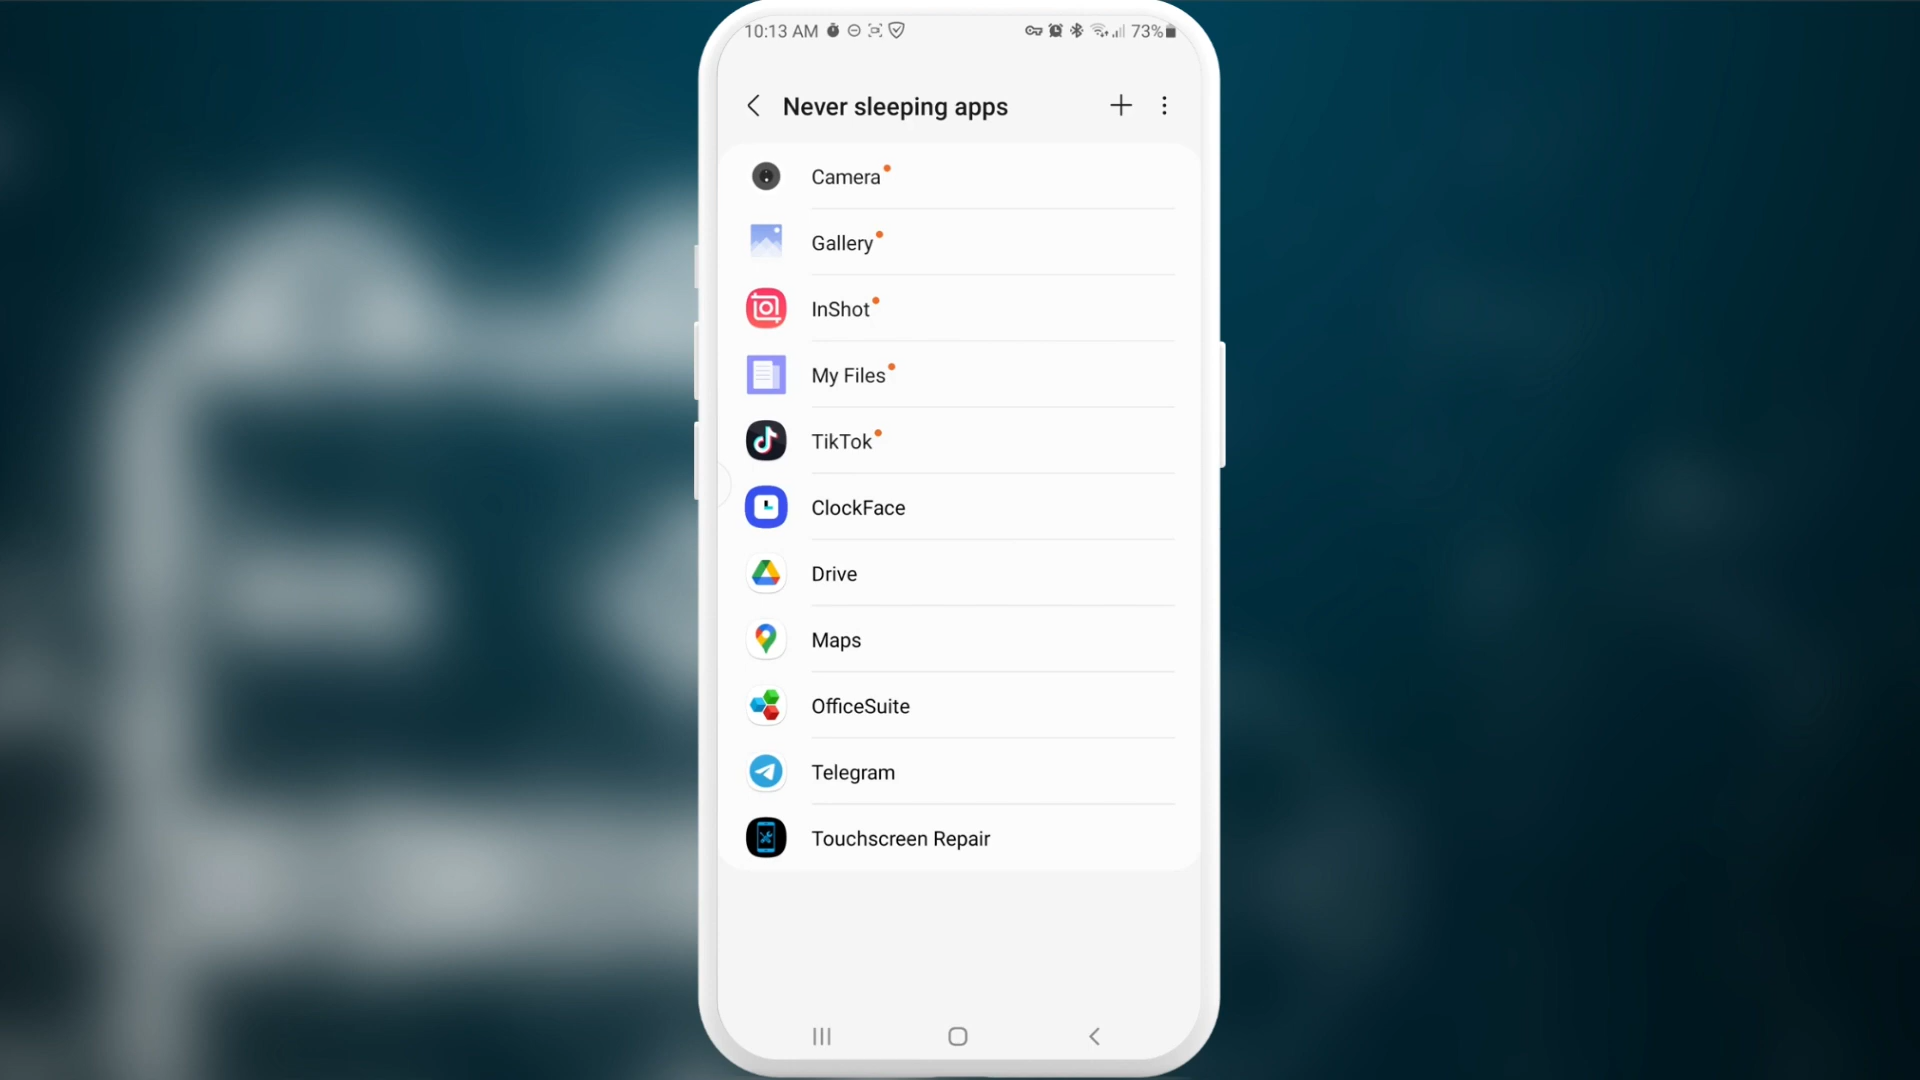 10:13 AM 73%
Never sleeping apps
Camera
Gallery
InShot
My Files
TikTok
ClockFace
Drive
Maps
OfficeSuite
Telegram
Touchscreen Repair